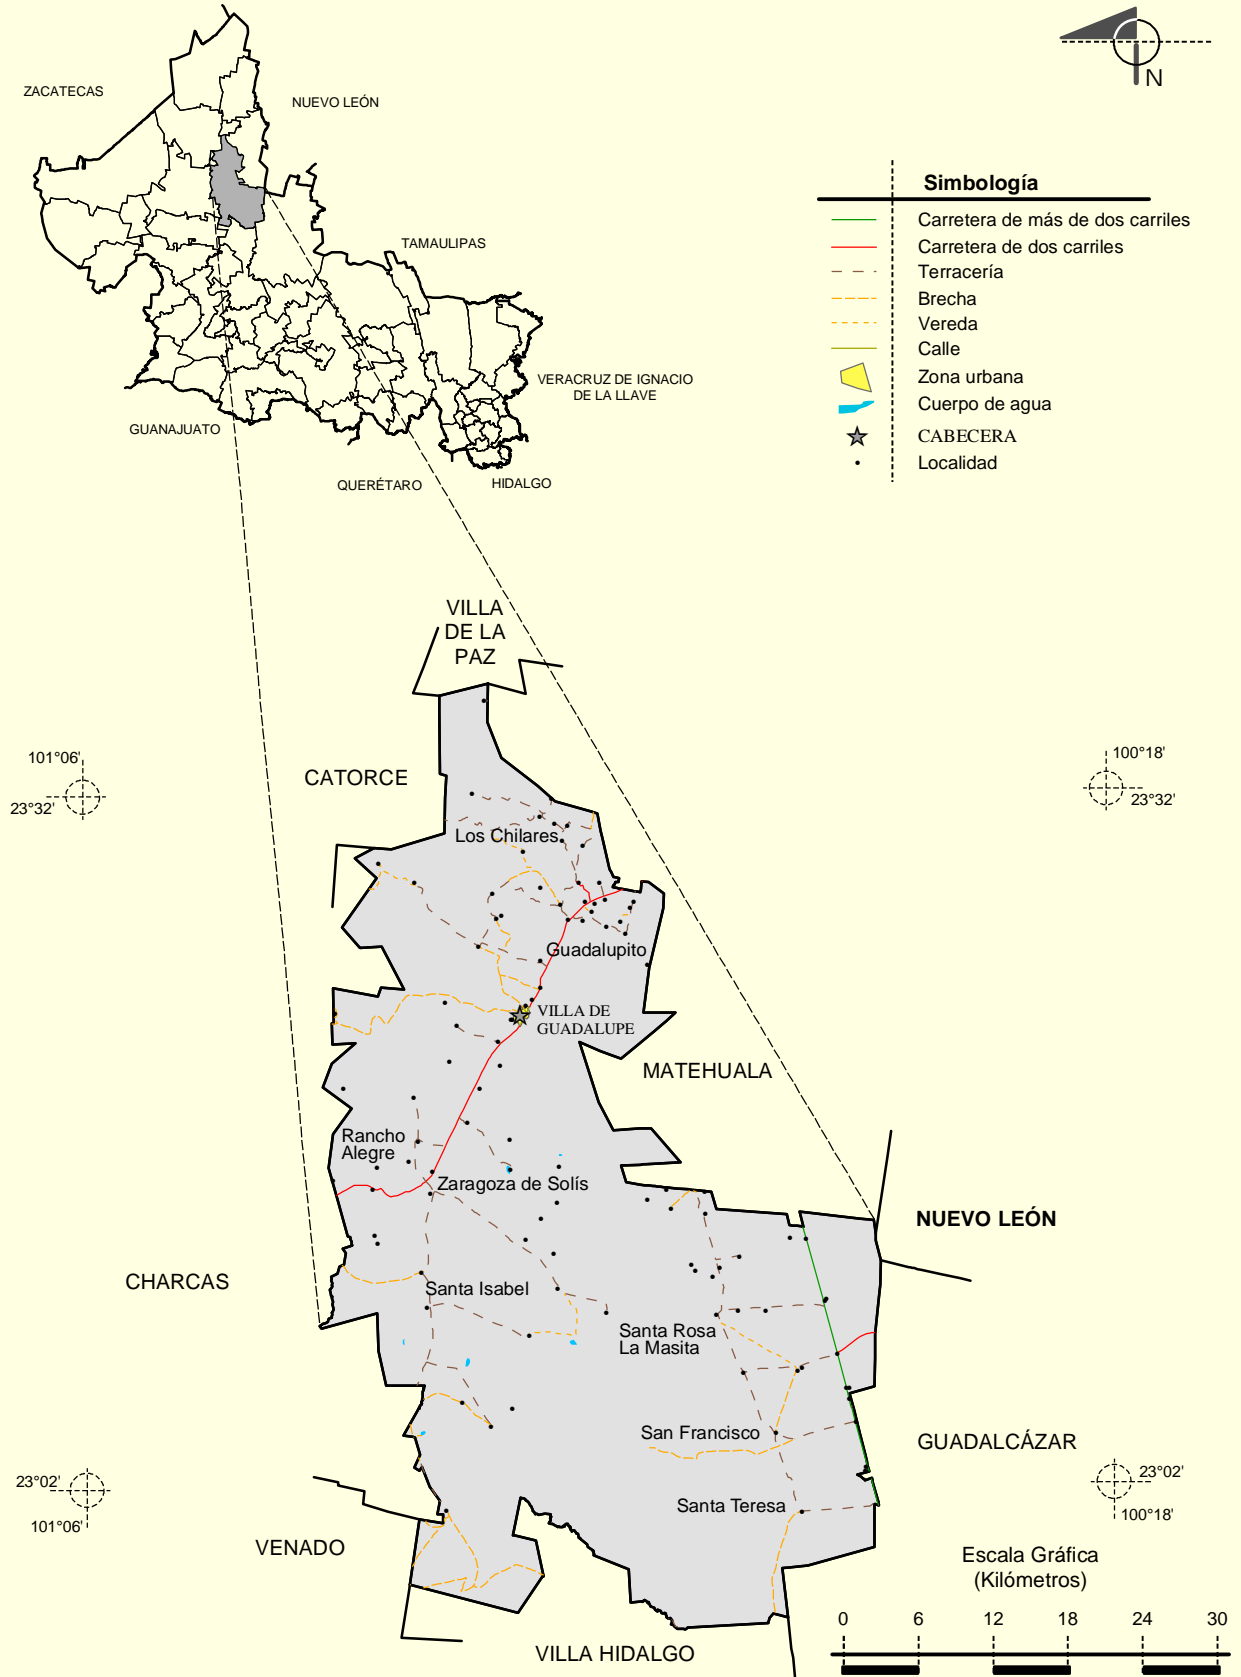 N
ZACATECAS
NUEVO LEÓN
TAMAULIPAS
VERACRUZ DE IGNACIO
DE LA LLAVE
GUANAJUATO
QUERÉTARO
HIDALGO
Simbología
Carretera de más de dos carriles
Carretera de dos carriles
Terracería
Brecha
Vereda
Calle
Zona urbana
Cuerpo de agua
CABECERA
Localidad
VILLA
DE LA
PAZ
101°06'
23°32'
100°18'
23°32'
CATORCE
Los Chilares
Guadalupito
VILLA DE
GUADALUPE
MATEHUALA
Rancho
Alegre
Zaragoza de Solís
NUEVO LEÓN
CHARCAS
Santa Isabel
Santa Rosa
La Masita
San Francisco
GUADALCÁZAR
23°02'
101°06'
23°02'
100°18'
Santa Teresa
VENADO
VILLA HIDALGO
Escala Gráfica
(Kilómetros)
0 6 12 18 24 30